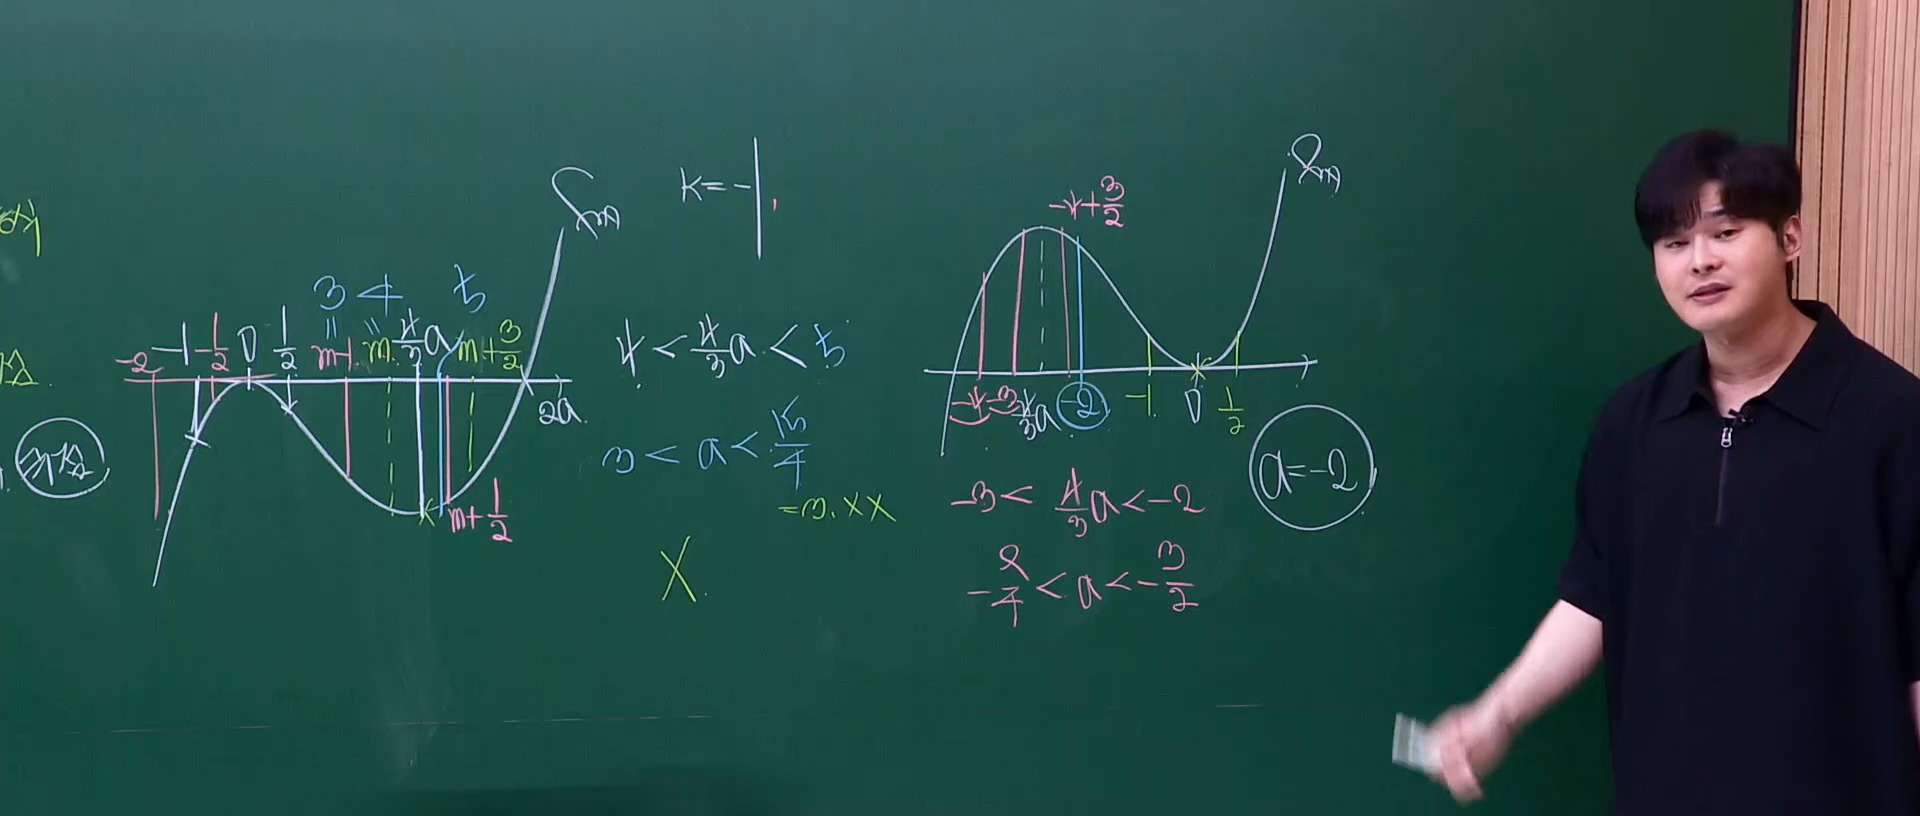 k=-1
f(x)
3 4 5
-2 -1 -1/2 0 1/2 m-1 m 4/3a m+3/2
2a
m+1/2
극솟
4 < 4/3a < 5
3 < a < 15/4
=3.xx
X
f(x)
-4+3/2
-4 -3 4/3a -2 -1 0 1/2
-3 < 4/3a < -2
-9/4 < a < -3/2
a=-2